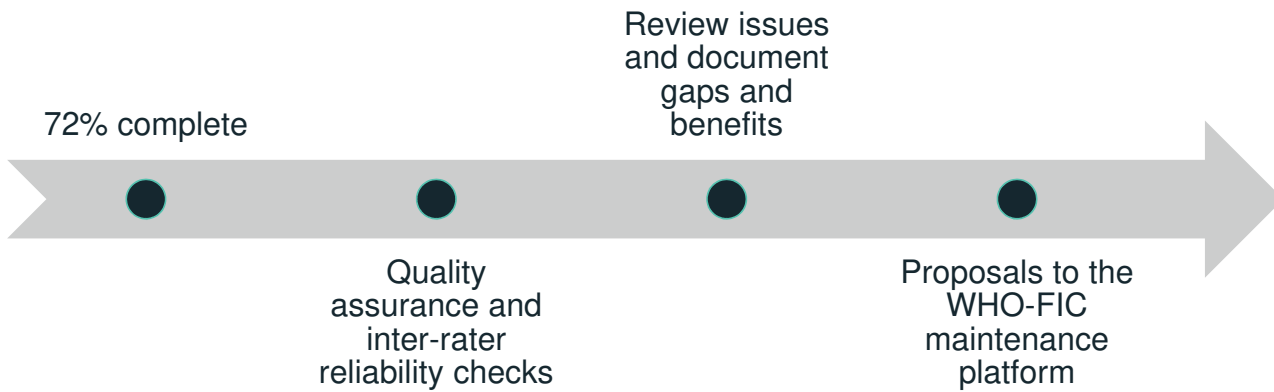 72% complete
Quality
assurance and
inter-rater
reliability checks
Review issues
and document
gaps and
benefits
Proposals to the
WHO-FIC
maintenance
platform